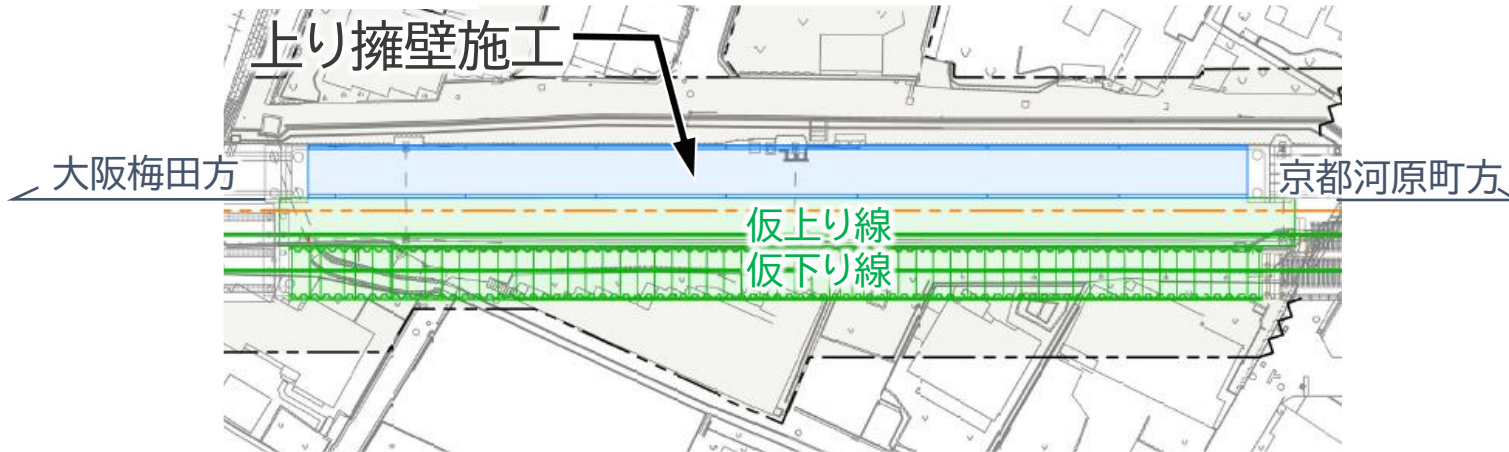 上り擁壁施工
大阪梅田方
京都河原町方
仮上り線
仮下り線